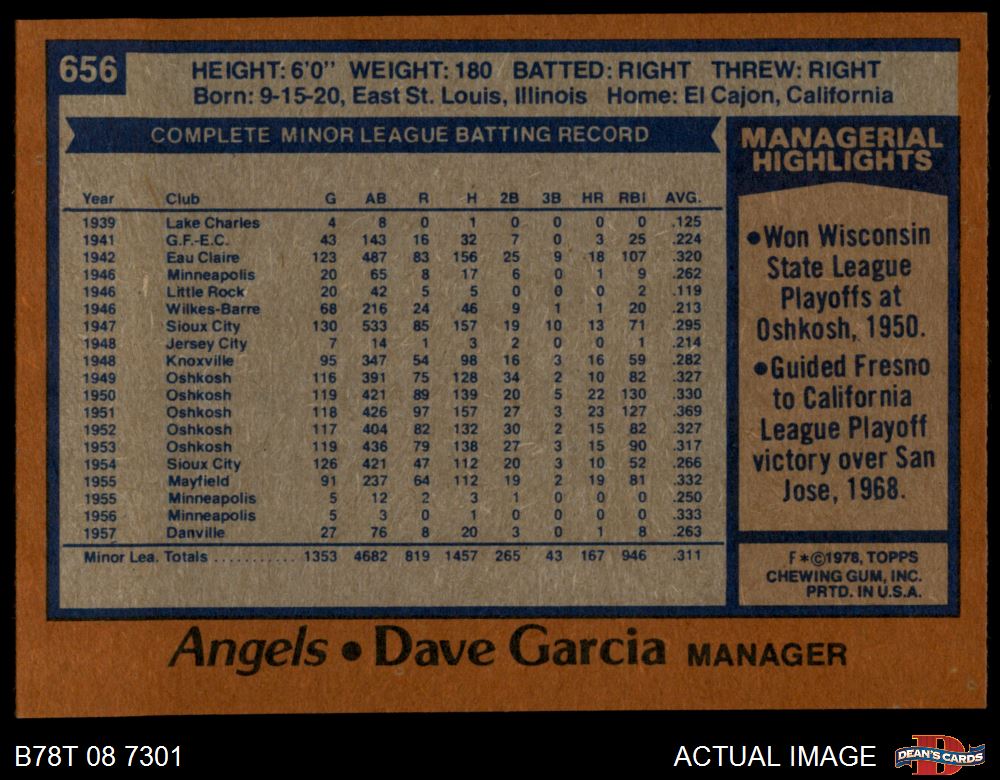 656
HEIGHT: 6'0" WEIGHT: 180 BATTED: RIGHT THREW: RIGHT
Born: 9-15-20, East St. Louis, Illinois Home: El Cajon, California
COMPLETE MINOR LEAGUE BATTING RECORD
Year Club G AB R H 2B 3B HR RBI AVG.
1939 Lake Charles 4 8 0 1 0 0 0 0 .125
1941 G.F.-E.C. 43 143 16 32 7 0 3 25 .224
1942 Eau Claire 123 487 83 156 25 9 18 107 .320
1946 Minneapolis 20 65 8 17 6 0 1 9 .262
1946 Little Rock 20 42 5 5 0 0 0 2 .119
1946 Wilkes-Barre 68 216 24 46 9 1 1 20 .213
1947 Sioux City 130 533 85 157 19 10 13 71 .295
1948 Jersey City 7 14 1 3 2 0 0 1 .214
1948 Knoxville 95 347 54 98 16 3 16 59 .282
1949 Oshkosh 116 391 75 128 34 2 10 82 .327
1950 Oshkosh 119 421 89 139 20 5 22 130 .330
1951 Oshkosh 118 426 97 157 27 3 23 127 .369
1952 Oshkosh 117 404 82 132 30 2 15 82 .327
1953 Oshkosh 119 436 79 138 27 3 15 90 .317
1954 Sioux City 126 421 47 112 20 3 10 52 .266
1955 Mayfield 91 237 64 112 19 2 19 81 .332
1955 Minneapolis 5 12 2 3 1 0 0 0 .250
1956 Minneapolis 5 3 0 1 0 0 0 0 .333
1957 Danville 27 76 8 20 3 0 1 8 .263
Minor Lea. Totals ............ 1353 4682 819 1457 265 43 167 946 .311
MANAGERIAL
HIGHLIGHTS
•Won Wisconsin
State League
Playoffs at
Oshkosh, 1950.
•Guided Fresno
to California
League Playoff
victory over San
Jose, 1968.
F*©1978, TOPPS
CHEWING GUM, INC.
PRTD. IN U.S.A.
Angels • Dave Garcia MANAGER
B78T 08 7301
ACTUAL IMAGE
D
DEAN'S CARDS